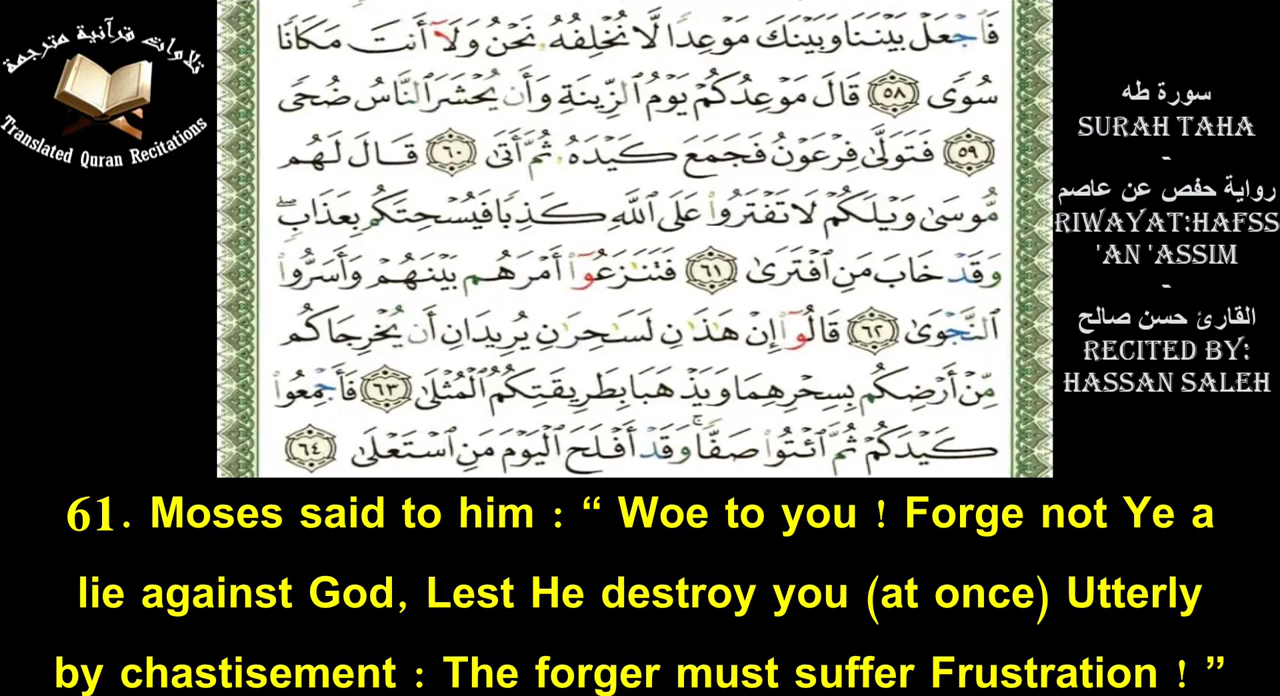 تلاوات قرآنية مترجمة
Translated Quran Recitations
فَٱجۡعَلۡ بَيۡنَنَا وَبَيۡنَكَ مَوۡعِدٗا لَّا نُخۡلِفُهُۥ نَحۡنُ وَلَآ أَنتَ مَكَانٗا
سُوٗى ٥٨ قَالَ مَوۡعِدُكُمۡ يَوۡمُ ٱلزِّينَةِ وَأَن يُحۡشَرَ ٱلنَّاسُ ضُحٗى
٥٩ فَتَوَلَّىٰ فِرۡعَوۡنُ فَجَمَعَ كَيۡدَهُۥ ثُمَّ أَتَىٰ ٦٠ قَالَ لَهُم
مُّوسَىٰ وَيۡلَكُمۡ لَا تَفۡتَرُواْ عَلَى ٱللَّهِ كَذِبٗا فَيُسۡحِتَكُم بِعَذَابٖۖ
وَقَدۡ خَابَ مَنِ ٱفۡتَرَىٰ ٦١ فَتَنَٰزَعُوٓاْ أَمۡرَهُم بَيۡنَهُمۡ وَأَسَرُّواْ
ٱلنَّجۡوَىٰ ٦٢ قَالُوٓاْ إِنۡ هَٰذَٰنِ لَسَٰحِرَٰنِ يُرِيدَانِ أَن يُخۡرِجَاكُم
مِّنۡ أَرۡضِكُم بِسِحۡرِهِمَا وَيَذۡهَبَا بِطَرِيقَتِكُمُ ٱلۡمُثۡلَىٰ ٦٣ فَأَجۡمِعُواْ
كَيۡدَكُمۡ ثُمَّ ٱئۡتُواْ صَفّٗاۚ وَقَدۡ أَفۡلَحَ ٱلۡيَوۡمَ مَنِ ٱسۡتَعۡلَىٰ ٦٤
سورة طه
SURAH TAHA
-
رواية حفص عن عاصم
RIWAYAT:HAFSS
'AN 'ASSIM
-
القارئ حسن صالح
RECITED BY:
HASSAN SALEH
61. Moses said to him : “ Woe to you ! Forge not Ye a
lie against God, Lest He destroy you (at once) Utterly
by chastisement : The forger must suffer Frustration ! ”